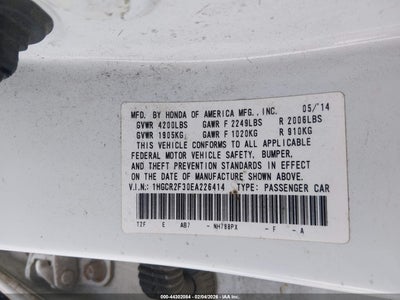 MFD. BY HONDA OF AMERICA MFG., INC. 05/14
GVWR 4200LBS GAWR F 2249LBS R 2006LBS
GVWR 1905KG GAWR F 1020KG R 910KG
THIS VEHICLE CONFORMS TO ALL APPLICABLE
FEDERAL MOTOR VEHICLE SAFETY, BUMPER,
AND THEFT PREVENTION STANDARDS IN EFFECT
ON THE DATE OF MANUFACTURE SHOWN ABOVE.
V.I.N.: 1HGCR2F30EA226414 TYPE: PASSENGER CAR
T2F E AB7 - NH788PX - F - A
000-44302084 - 02/04/2026 - IAA